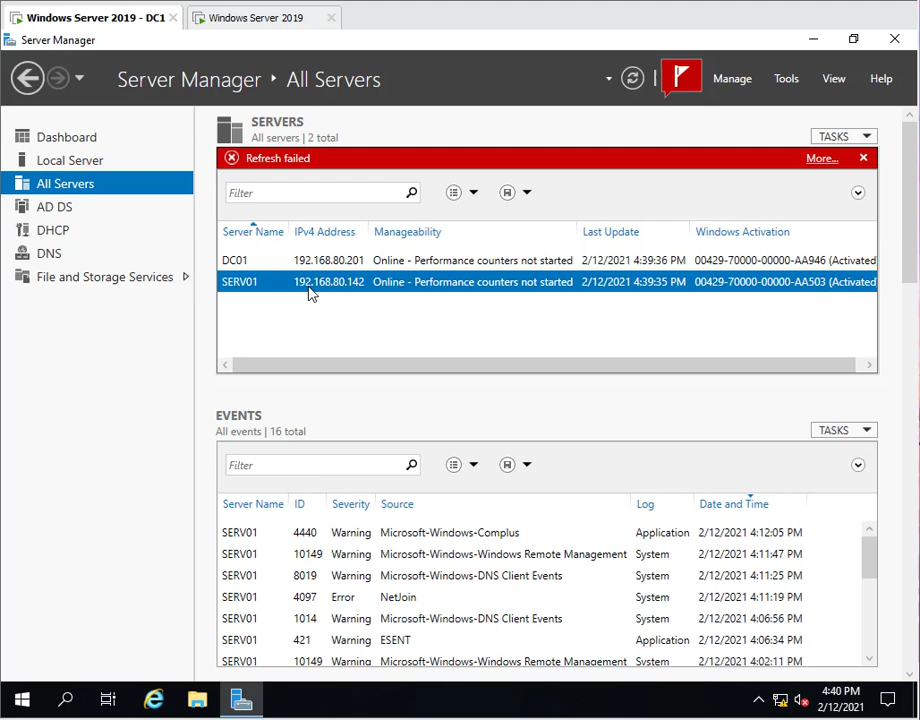 Windows Server 2019 - DC1
Windows Server 2019
Server Manager
Server Manager ‣ All Servers
Manage
Tools
View
Help
Dashboard
Local Server
All Servers
AD DS
DHCP
DNS
File and Storage Services
SERVERS
All servers | 2 total
TASKS
Refresh failed
More...
Filter
Server Name IPv4 Address Manageability Last Update Windows Activation
DC01 192.168.80.201 Online - Performance counters not started 2/12/2021 4:39:36 PM 00429-70000-00000-AA946 (Activated
SERV01 192.168.80.142 Online - Performance counters not started 2/12/2021 4:39:35 PM 00429-70000-00000-AA503 (Activated
EVENTS
All events | 16 total
TASKS
Filter
Server Name ID Severity Source Log Date and Time
SERV01 4440 Warning Microsoft-Windows-Complus Application 2/12/2021 4:12:05 PM
SERV01 10149 Warning Microsoft-Windows-Windows Remote Management System 2/12/2021 4:11:47 PM
SERV01 8019 Warning Microsoft-Windows-DNS Client Events System 2/12/2021 4:11:25 PM
SERV01 4097 Error NetJoin System 2/12/2021 4:11:19 PM
SERV01 1014 Warning Microsoft-Windows-DNS Client Events System 2/12/2021 4:06:56 PM
SERV01 421 Warning ESENT Application 2/12/2021 4:06:34 PM
SERV01 10149 Warning Microsoft-Windows-Windows Remote Management System 2/12/2021 4:02:11 PM
4:40 PM
2/12/2021